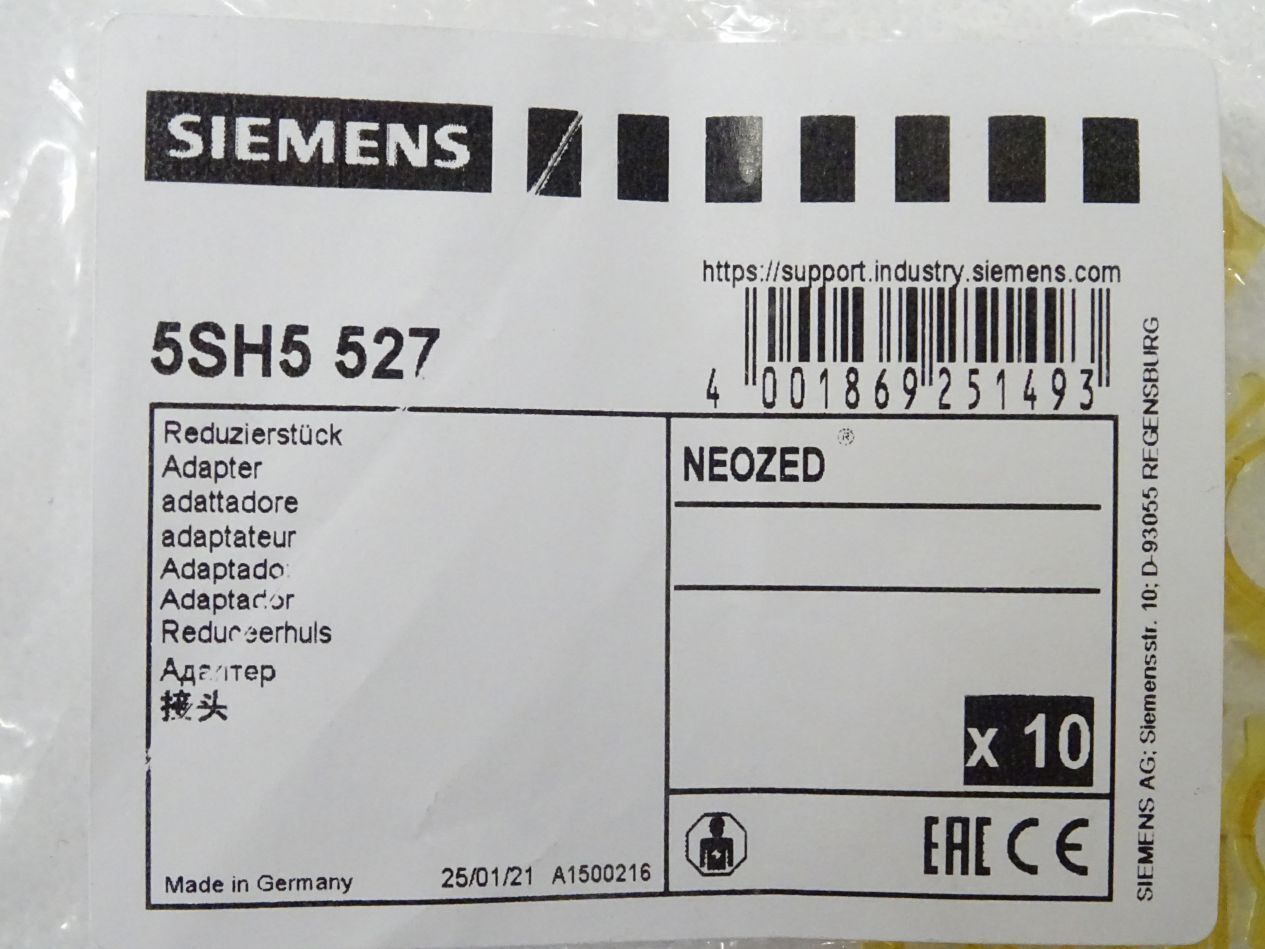 SIEMENS
https://support.industry.siemens.com
5SH5 527
4 001869 251493
Reduzierstück
Adapter
adattadore
adaptateur
Adaptador
Adaptador
Reduceerhuls
Адаптер
接头
Made in Germany
25/01/21 A1500216
NEOZED®
x 10
EAC CE
SIEMENS AG; Siemensstr. 10; D-93055 REGENSBURG